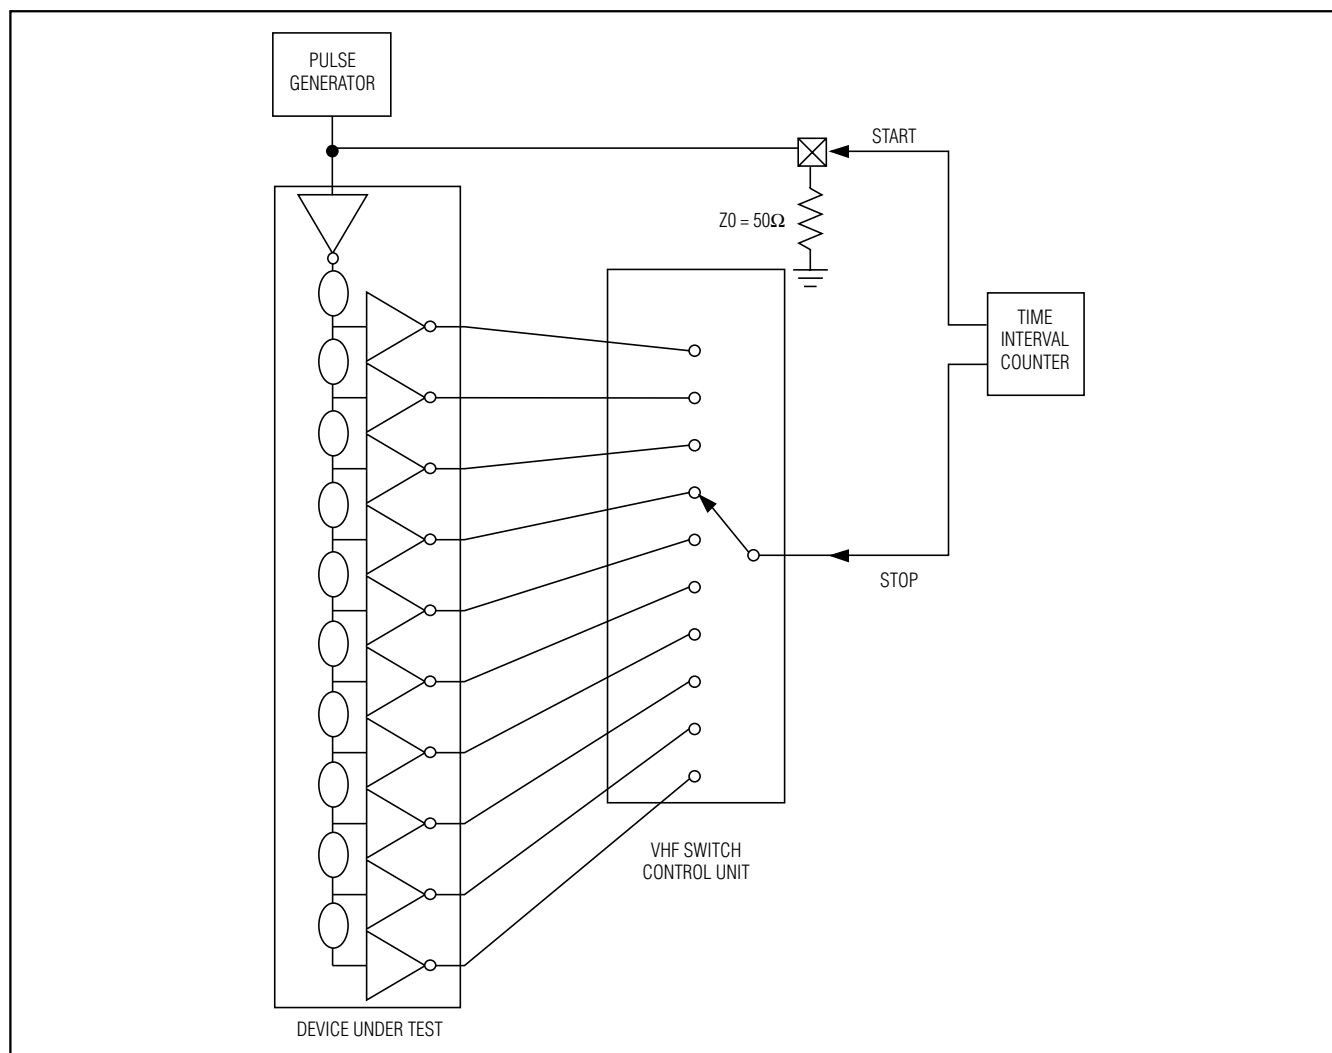 PULSE
GENERATOR
START
Z0 = 50Ω
TIME
INTERVAL
COUNTER
STOP
VHF SWITCH
CONTROL UNIT
DEVICE UNDER TEST